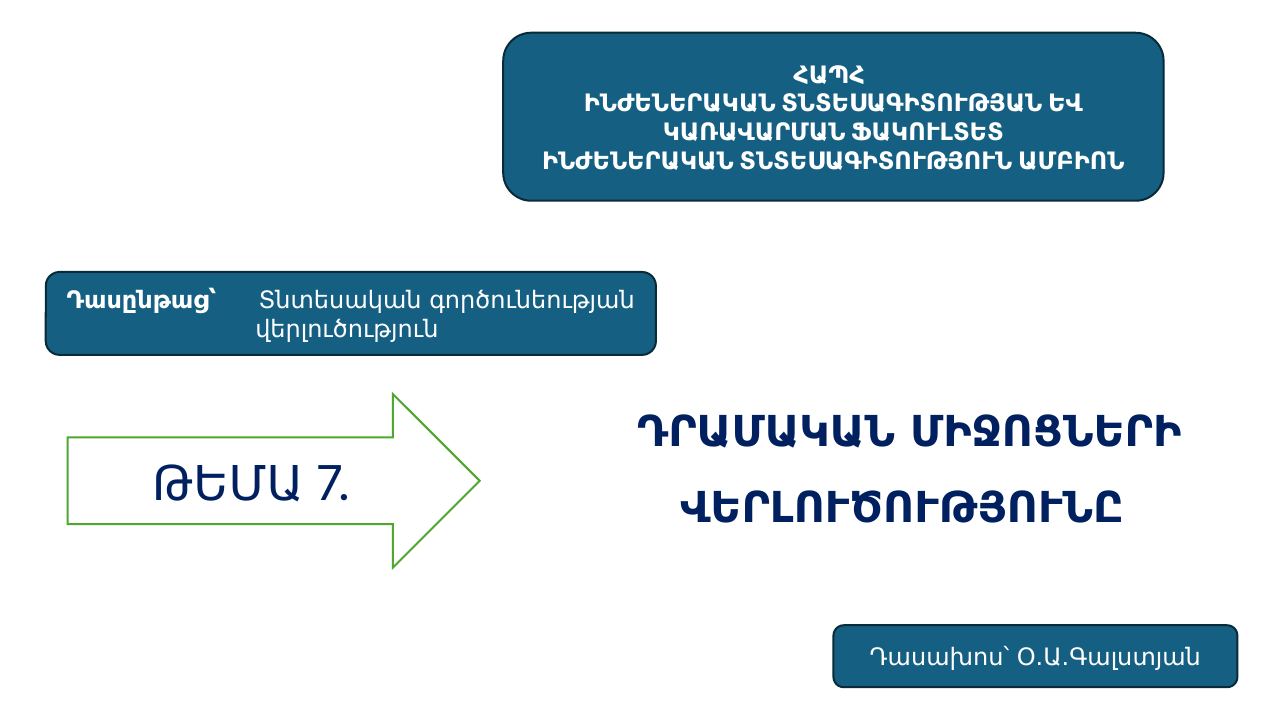 ՀԱՊՀ
ԻՆԺԵՆԵՐԱԿԱՆ ՏՆՏԵՍԱԳԻՏՈՒԹՅԱՆ ԵՎ
ԿԱՌԱՎԱՐՄԱՆ ՖԱԿՈՒԼՏԵՏ
ԻՆԺԵՆԵՐԱԿԱՆ ՏՆՏԵՍԱԳԻՏՈՒԹՅՈՒՆ ԱՄԲԻՈՆ
Դասընթաց՝ Տնտեսական գործունեության
վերլուծություն
ԹԵՄԱ 7.
ԴՐԱՄԱԿԱՆ ՄԻՋՈՑՆԵՐԻ
ՎԵՐԼՈՒԾՈՒԹՅՈՒՆԸ
Դասախոս՝ Օ.Ա.Գալստյան